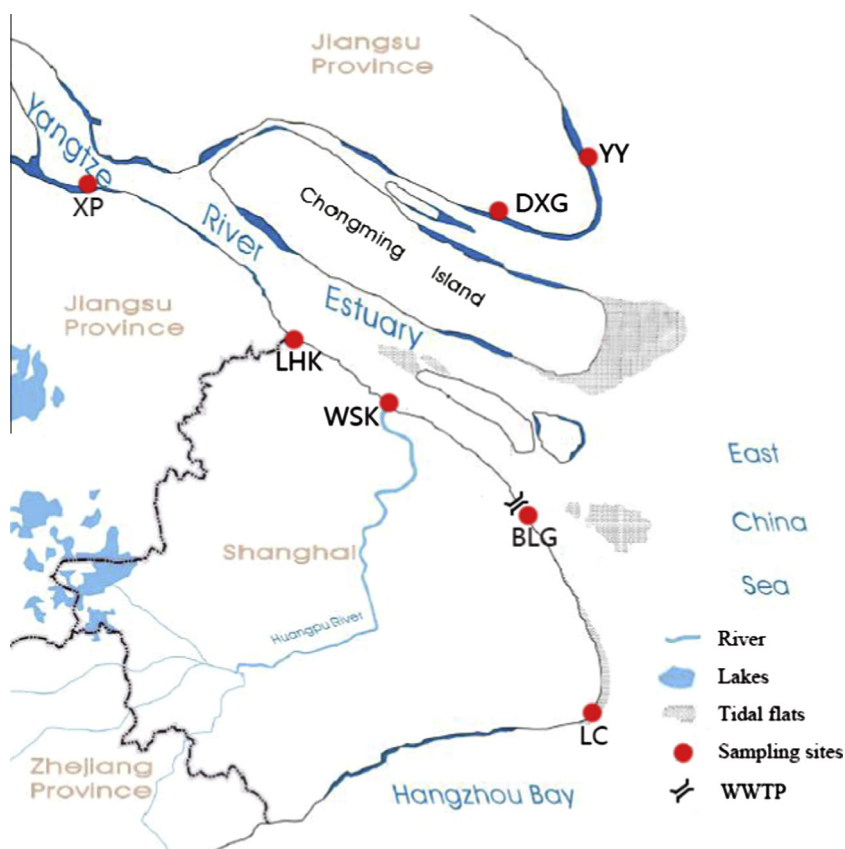 Jiangsu
Province
Yangtze
YY
XP
DXG
River
Chongming
Island
Estuary
Jiangsu
Province
LHK
WSK
East
China
Sea
BLG
Shanghai
Huangpu River
River
Lakes
Tidal flats
LC
Sampling sites
Zhejiang
Province
Hangzhou Bay
WWTP